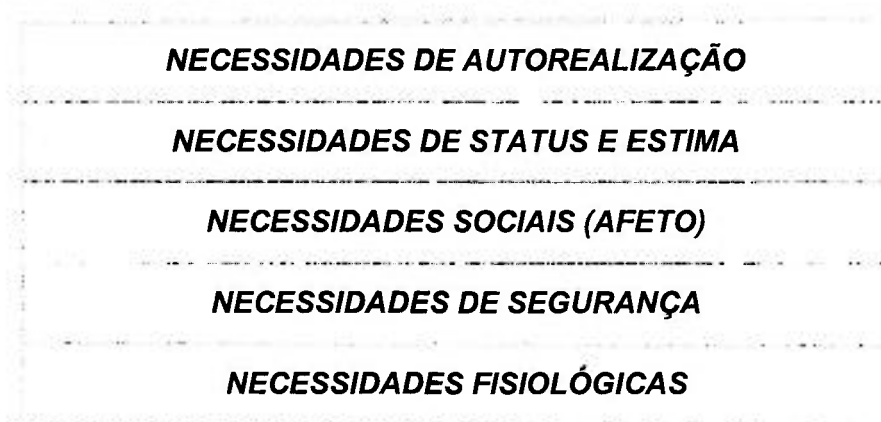 NECESSIDADES DE AUTOREALIZAÇÃO
NECESSIDADES DE STATUS E ESTIMA
NECESSIDADES SOCIAIS (AFETO)
NECESSIDADES DE SEGURANÇA
NECESSIDADES FISIOLÓGICAS